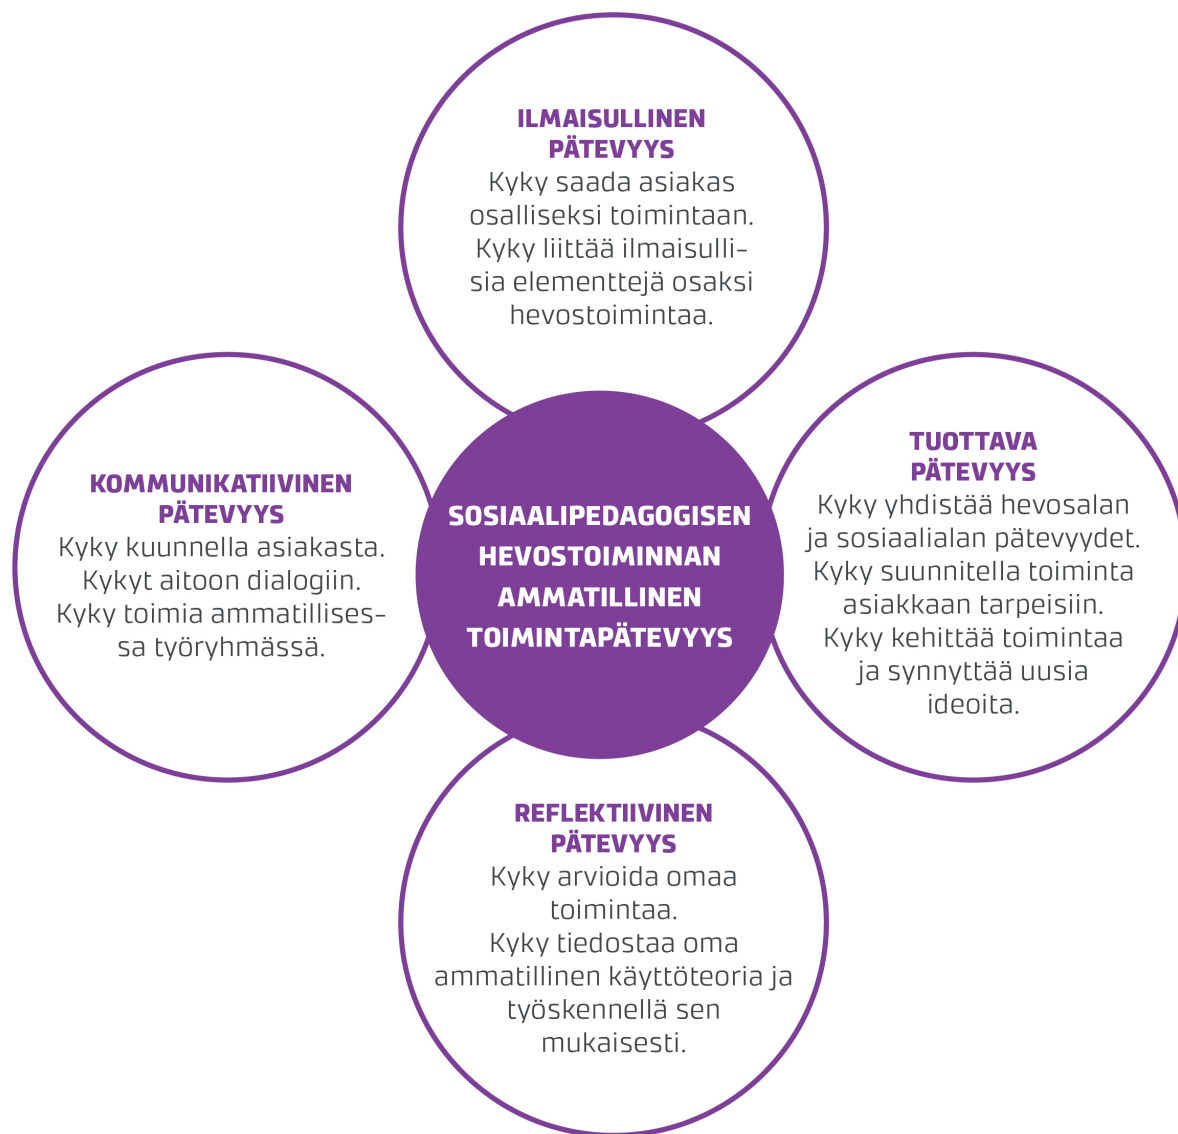 ILMAISULLINEN
PÄTEVYYS
Kyky saada asiakas
osalliseksi toimintaan.
Kyky liittää ilmaisulli-
sia elementtejä osaksi
hevostoimintaa.
KOMMUNIKATIIVINEN
PÄTEVYYS
Kyky kuunnella asiakasta.
Kykyt aitoon dialogiin.
Kyky toimia ammatillises-
sa työryhmässä.
SOSIAALIPEDAGOGISEN
HEVOSTOIMINNAN
AMMATILLINEN
TOIMINTAPÄTEVYYS
TUOTTAVA
PÄTEVYYS
Kyky yhdistää hevosalan
ja sosiaalialan pätevyydet.
Kyky suunnitella toiminta
asiakkaan tarpeisiin.
Kyky kehittää toimintaa
ja synnyttää uusia
ideoita.
REFLEKTIIVINEN
PÄTEVYYS
Kyky arvioida omaa
toimintaa.
Kyky tiedostaa oma
ammatillinen käyttöteoria ja
työskennellä sen
mukaisesti.